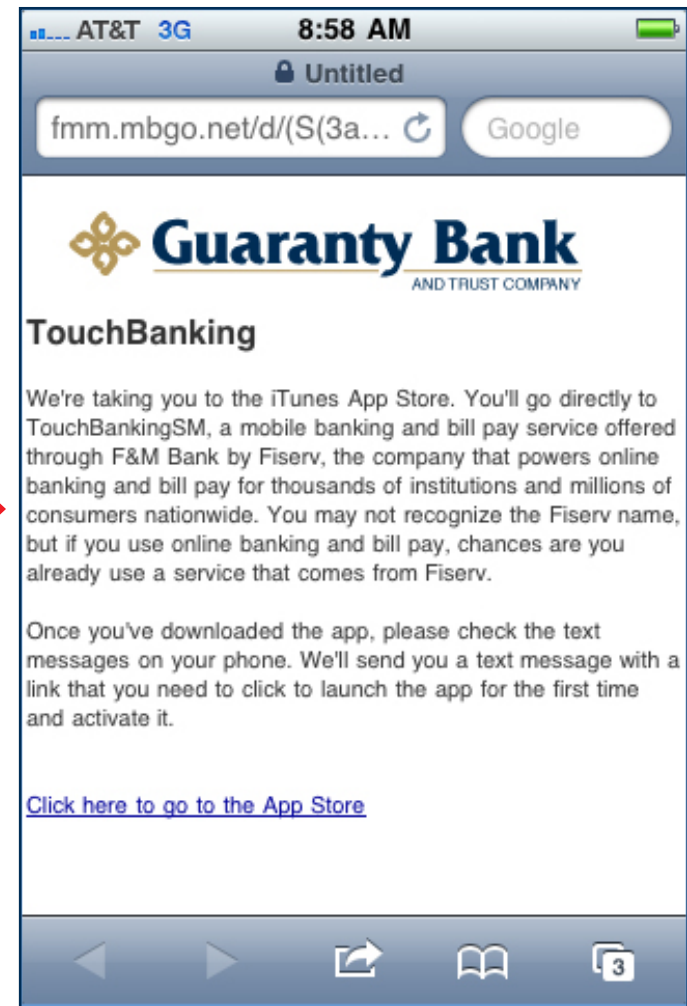 AT&T 3G 8:58 AM
Untitled
fmm.mbgo.net/d/(S(3a... Google
Guaranty Bank
AND TRUST COMPANY
TouchBanking
We're taking you to the iTunes App Store. You'll go directly to
TouchBankingSM, a mobile banking and bill pay service offered
through F&M Bank by Fiserv, the company that powers online
banking and bill pay for thousands of institutions and millions of
consumers nationwide. You may not recognize the Fiserv name,
but if you use online banking and bill pay, chances are you
already use a service that comes from Fiserv.
Once you've downloaded the app, please check the text
messages on your phone. We'll send you a text message with a
link that you need to click to launch the app for the first time
and activate it.
Click here to go to the App Store
3